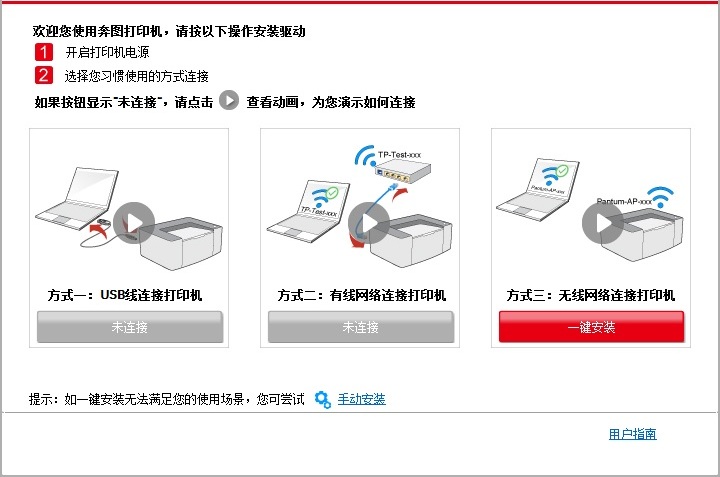 欢迎您使用奔图打印机，请按以下操作安装驱动
1 开启打印机电源
2 选择您习惯使用的方式连接
如果按钮显示"未连接"，请点击 查看动画，为您演示如何连接
TP-Test-xxx
TP-Test-xxx
Pantum-AP-xxx
Pantum-AP-xxx
方式一：USB线连接打印机
方式二：有线网络连接打印机
方式三：无线网络连接打印机
未连接
未连接
一键安装
提示：如一键安装无法满足您的使用场景，您可尝试 手动安装
用户指南